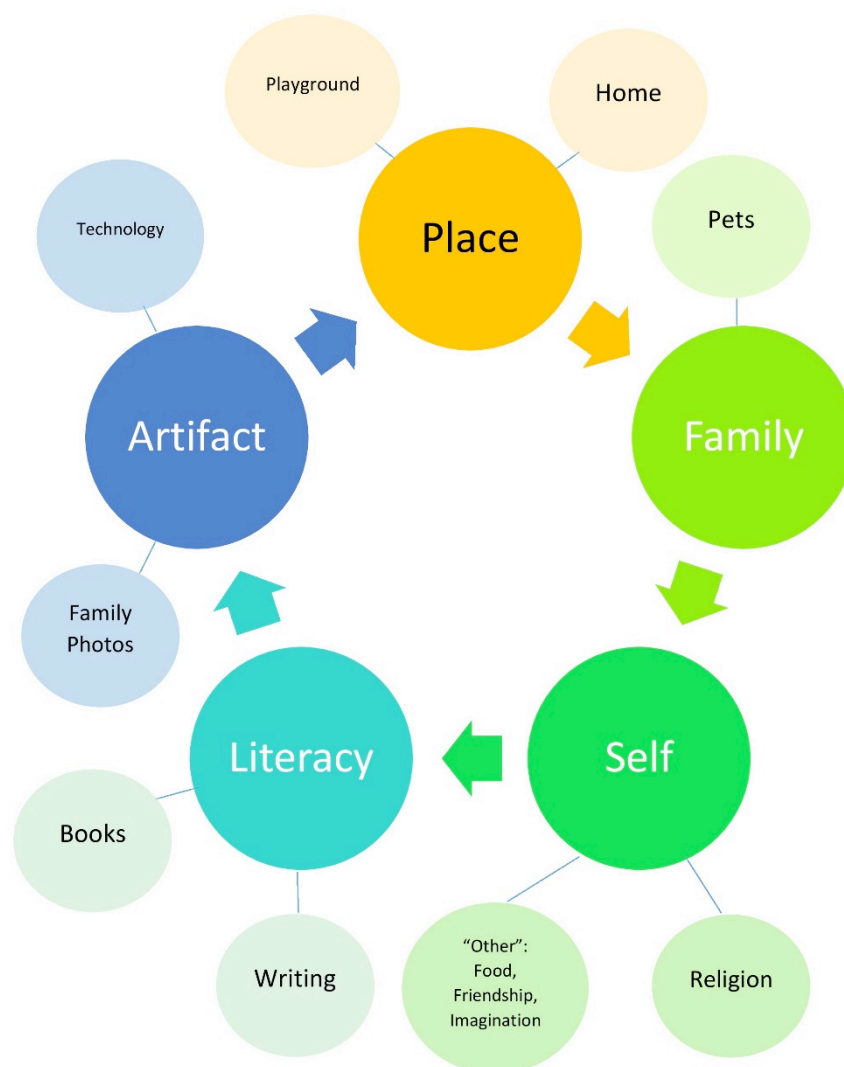 Playground
Home
Place
Pets
Technology
Artifact
Family
Family
Photos
Literacy
Self
Books
Writing
“Other”:
Food,
Friendship,
Imagination
Religion